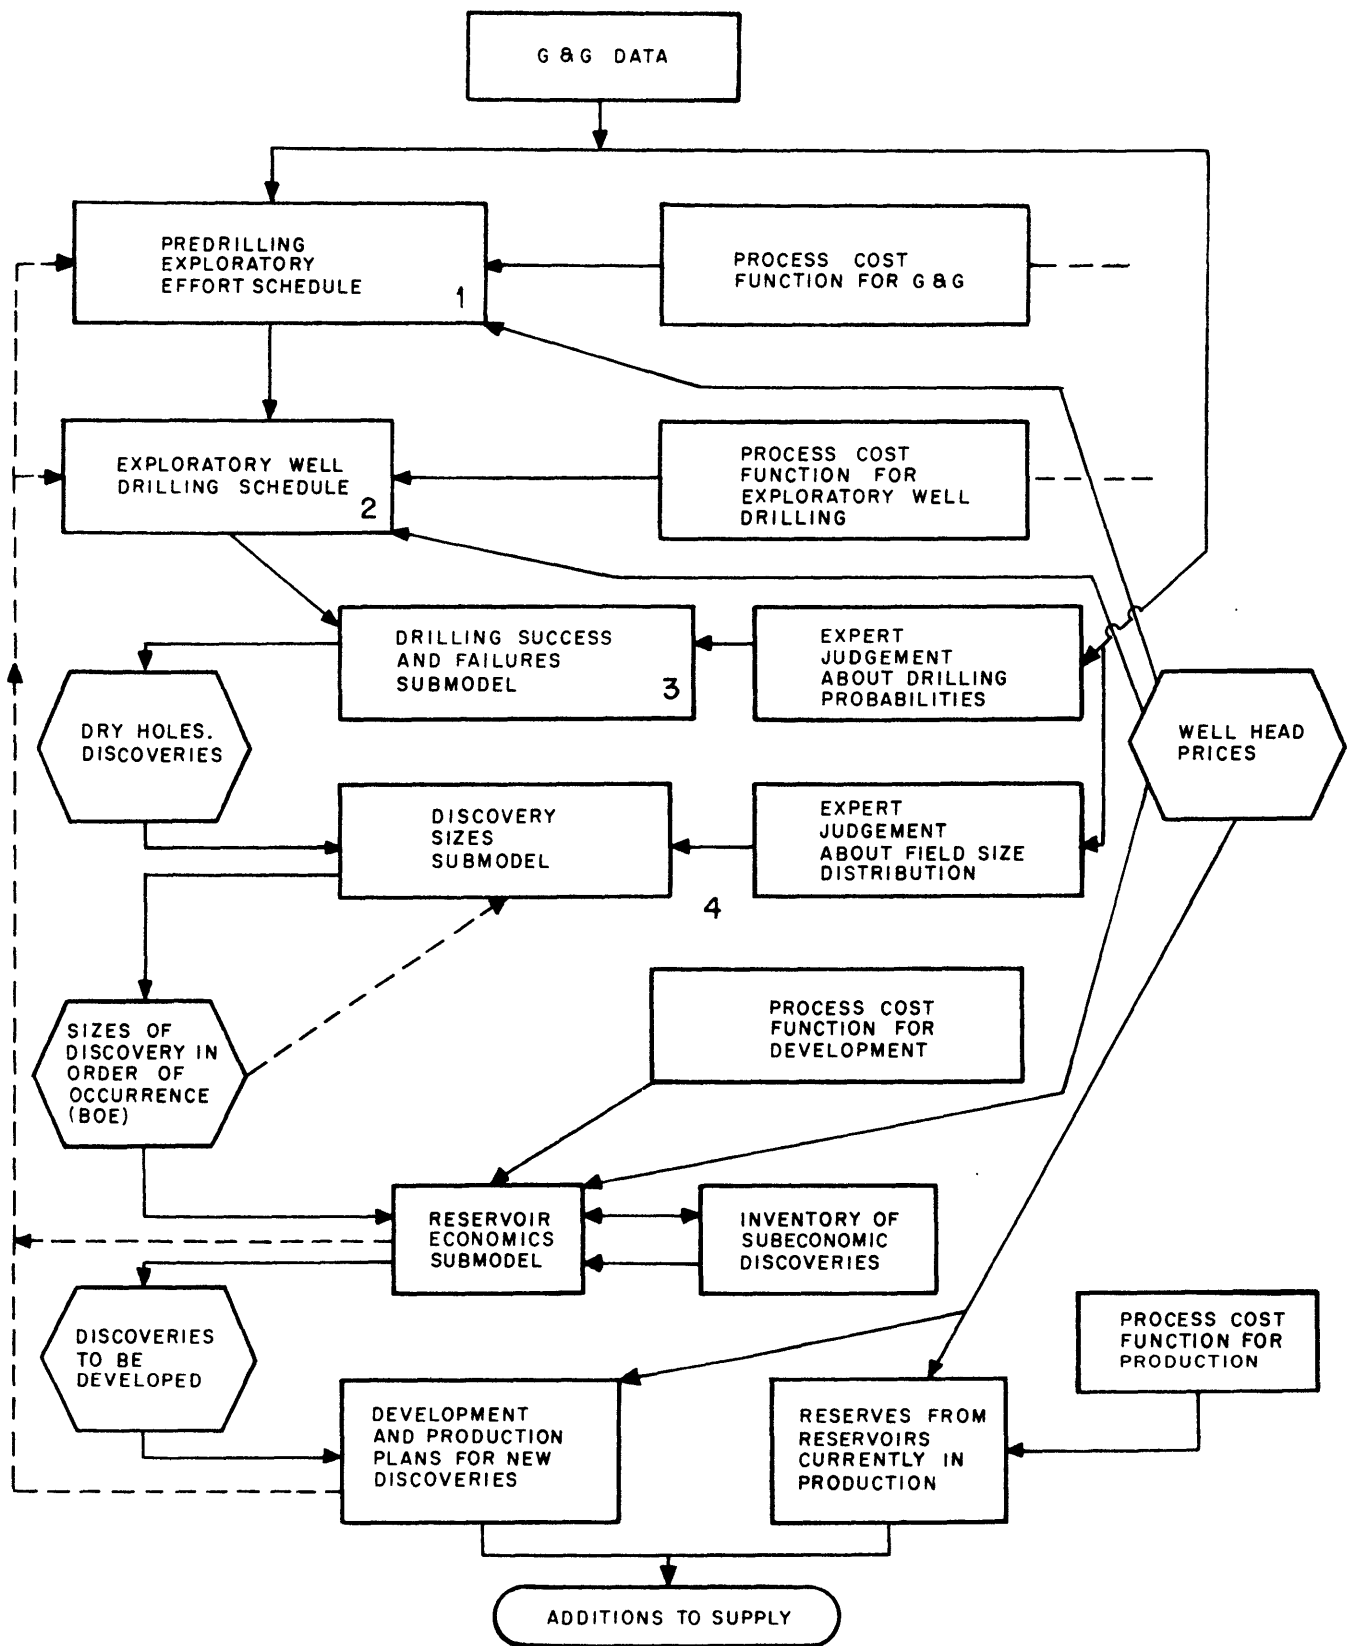 G & G DATA
PREDRILLING
EXPLORATORY
EFFORT SCHEDULE
1
PROCESS COST
FUNCTION FOR G & G
EXPLORATORY WELL
DRILLING SCHEDULE
2
PROCESS COST
FUNCTION FOR
EXPLORATORY WELL
DRILLING
DRILLING SUCCESS
AND FAILURES
SUBMODEL
3
EXPERT
JUDGEMENT
ABOUT DRILLING
PROBABILITIES
DRY HOLES.
DISCOVERIES
WELL HEAD
PRICES
DISCOVERY
SIZES
SUBMODEL
EXPERT
JUDGEMENT
ABOUT FIELD SIZE
DISTRIBUTION
4
SIZES OF
DISCOVERY IN
ORDER OF
OCCURRENCE
(BOE)
PROCESS COST
FUNCTION FOR
DEVELOPMENT
RESERVOIR
ECONOMICS
SUBMODEL
INVENTORY OF
SUBECONOMIC
DISCOVERIES
DISCOVERIES
TO BE
DEVELOPED
PROCESS COST
FUNCTION FOR
PRODUCTION
DEVELOPMENT
AND PRODUCTION
PLANS FOR NEW
DISCOVERIES
RESERVES FROM
RESERVOIRS
CURRENTLY IN
PRODUCTION
ADDITIONS TO SUPPLY